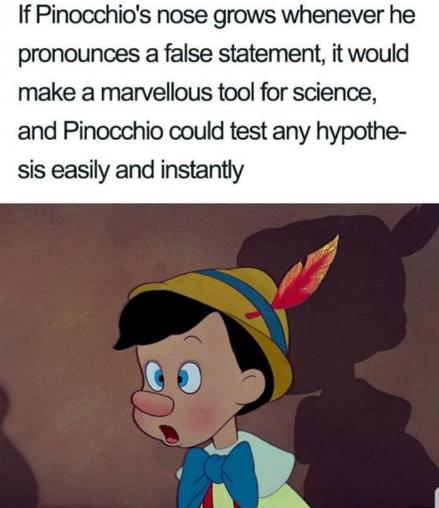 If Pinocchio's nose grows whenever he
pronounces a false statement, it would
make a marvellous tool for science,
and Pinocchio could test any hypothe-
sis easily and instantly